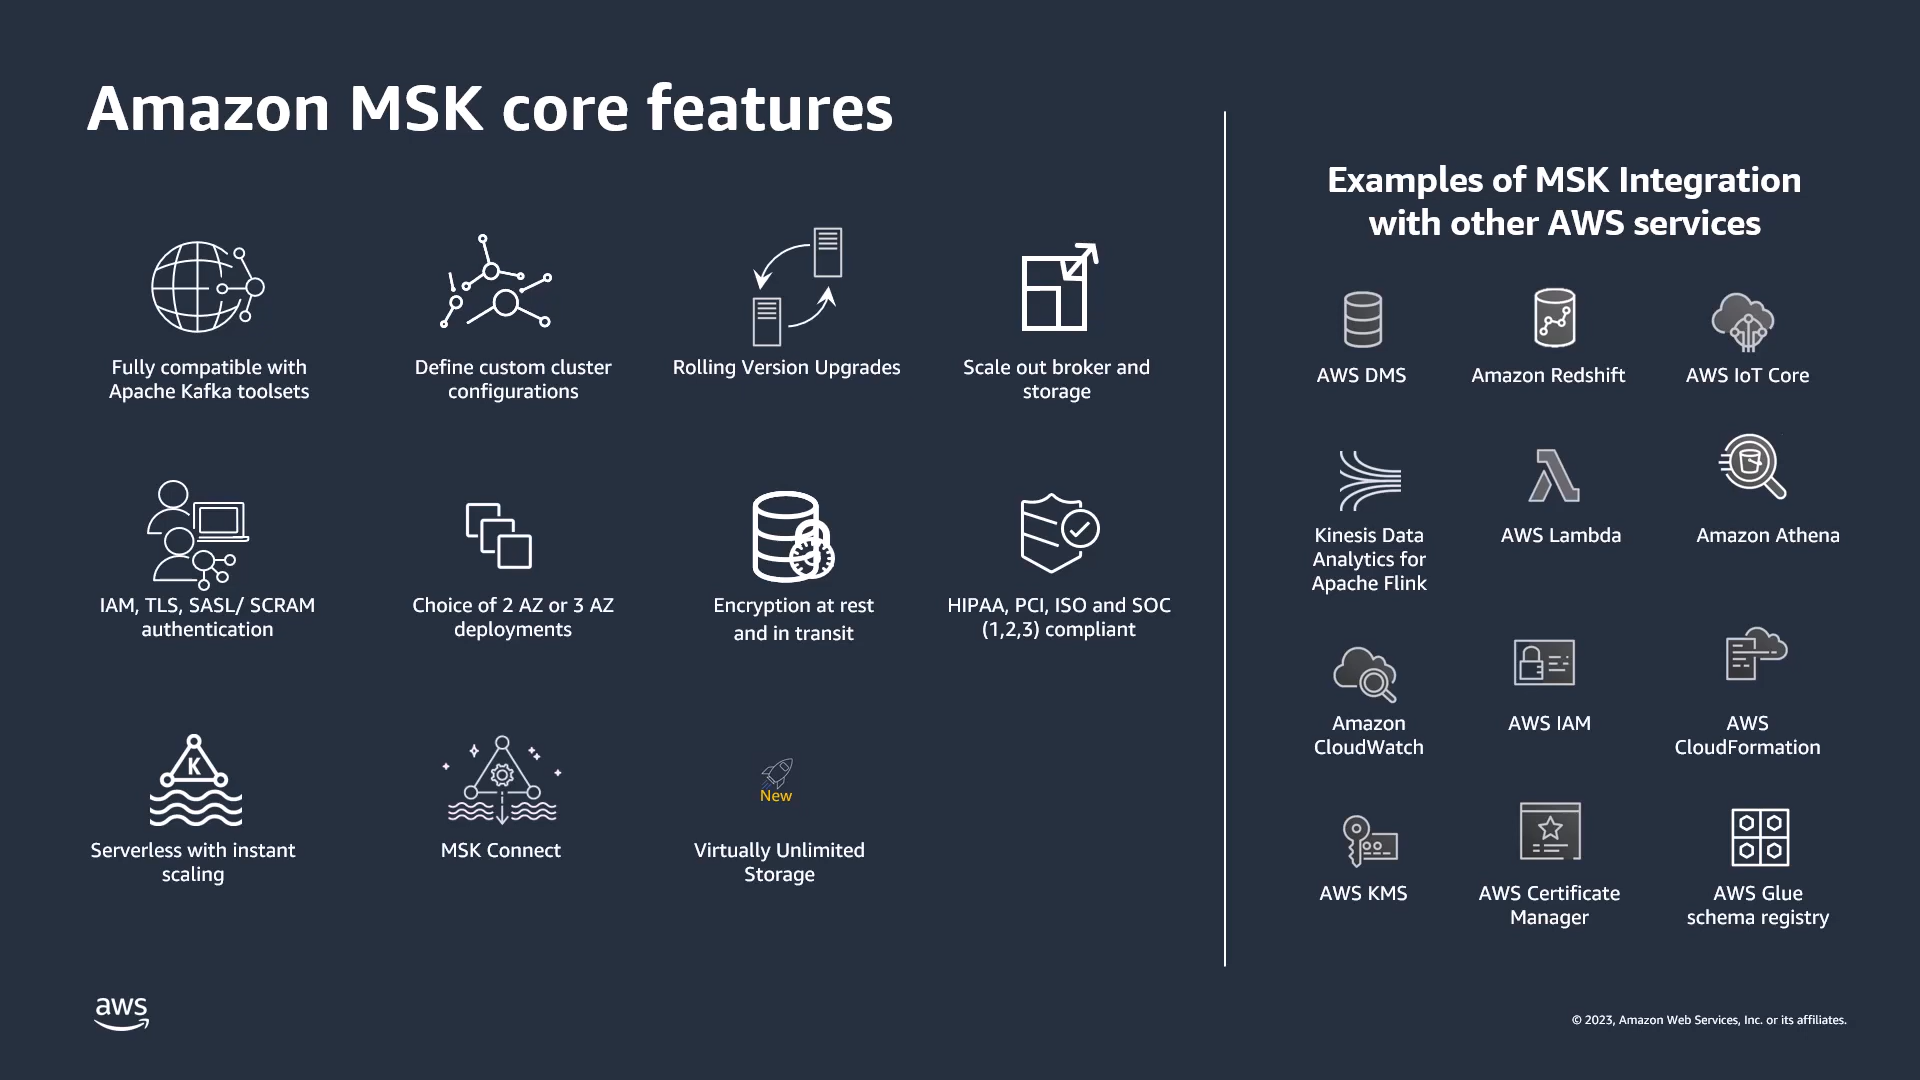 Amazon MSK core features
Fully compatible with
Apache Kafka toolsets
Define custom cluster
configurations
Rolling Version Upgrades
Scale out broker and
storage
IAM, TLS, SASL/ SCRAM
authentication
Choice of 2 AZ or 3 AZ
deployments
Encryption at rest
and in transit
HIPAA, PCI, ISO and SOC
(1,2,3) compliant
K
Serverless with instant
scaling
MSK Connect
New
Virtually Unlimited
Storage
Examples of MSK Integration
with other AWS services
AWS DMS
Amazon Redshift
AWS IoT Core
Kinesis Data
Analytics for
Apache Flink
AWS Lambda
Amazon Athena
Amazon
CloudWatch
AWS IAM
AWS
CloudFormation
AWS KMS
AWS Certificate
Manager
AWS Glue
schema registry
aws
© 2023, Amazon Web Services, Inc. or its affiliates.